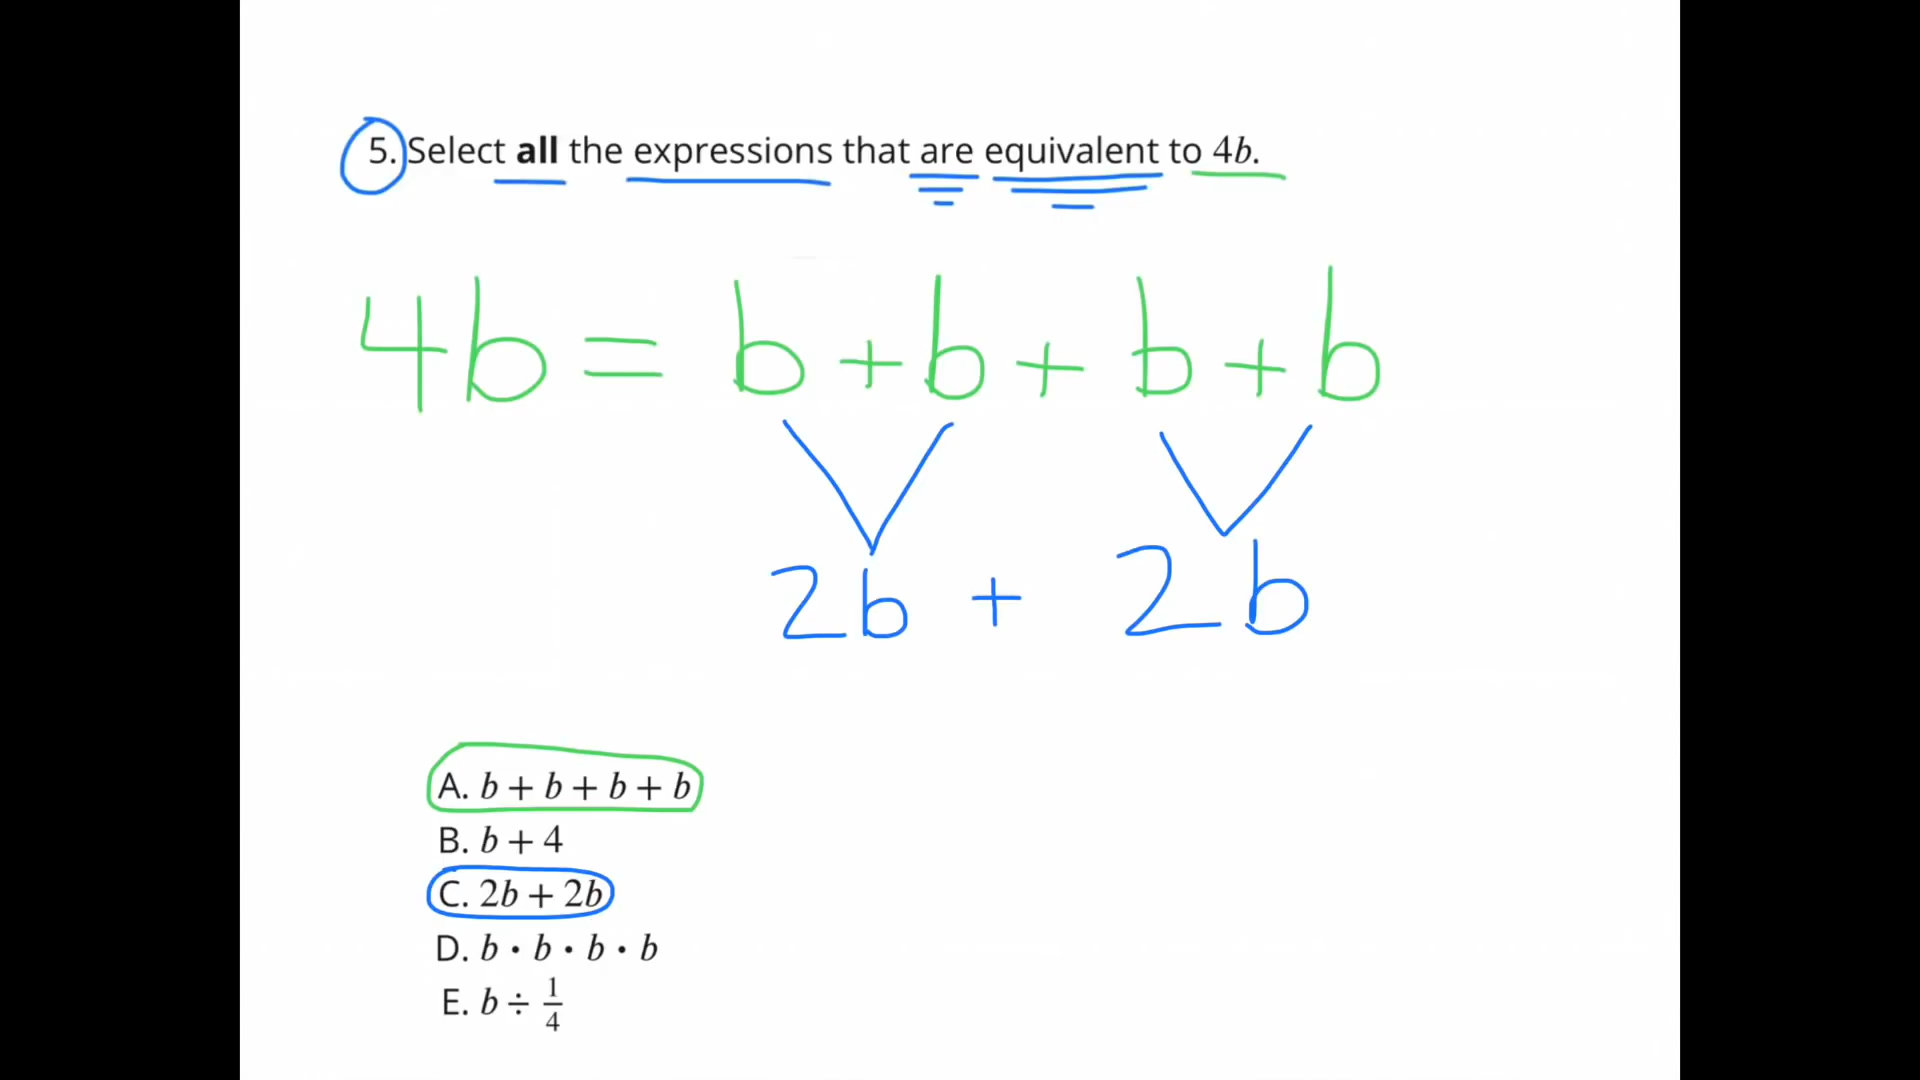 5. Select all the expressions that are equivalent to 4b.
4b = b + b + b + b
2b + 2b
A. b + b + b + b
B. b + 4
C. 2b + 2b
D. b · b · b · b
E. b ÷ 1/4